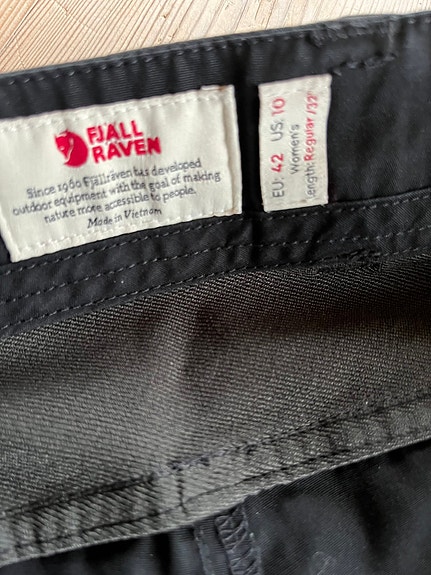 FJALL
RAVEN
Since 1960 Fjällräven has developed
outdoor equipment with the goal of making
nature more accessible to people.
Made in Vietnam
EU: 42 US: 10
Women's
Length: Regular /32"